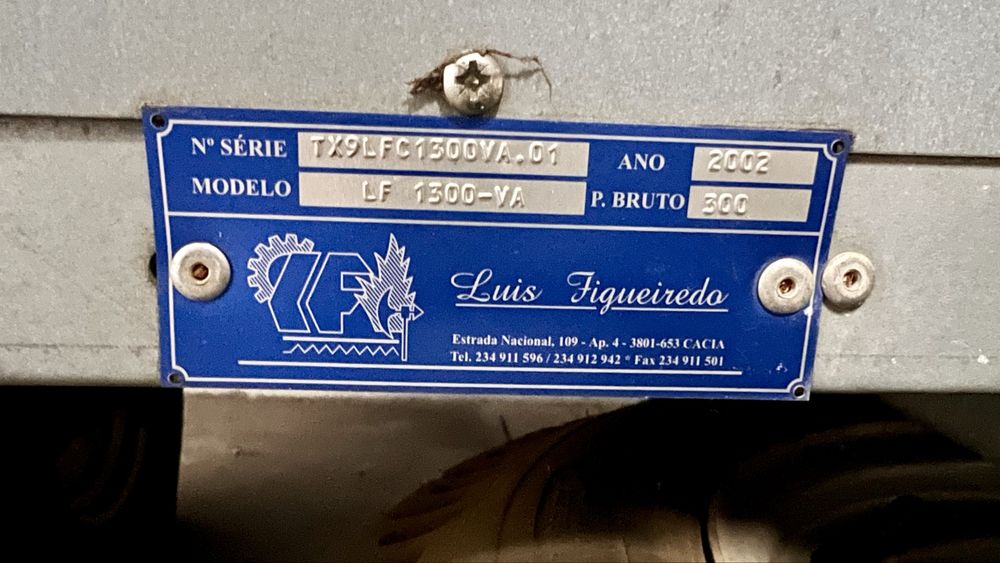 Nº SÉRIE TX9LFC1300VA.01 ANO 2002
MODELO LF 1300-VA P. BRUTO 300
LF
Luis Figueiredo
Estrada Nacional, 109 - Ap. 4 - 3801-653 CACIA
Tel. 234 911 596 / 234 912 942 * Fax 234 911 501